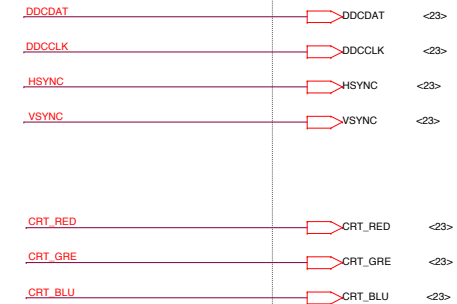 DDCDAT DDCDAT <23>
DDCCLK DDCCLK <23>
HSYNC HSYNC <23>
VSYNC VSYNC <23>
CRT_RED CRT_RED <23>
CRT_GRE CRT_GRE <23>
CRT_BLU CRT_BLU <23>